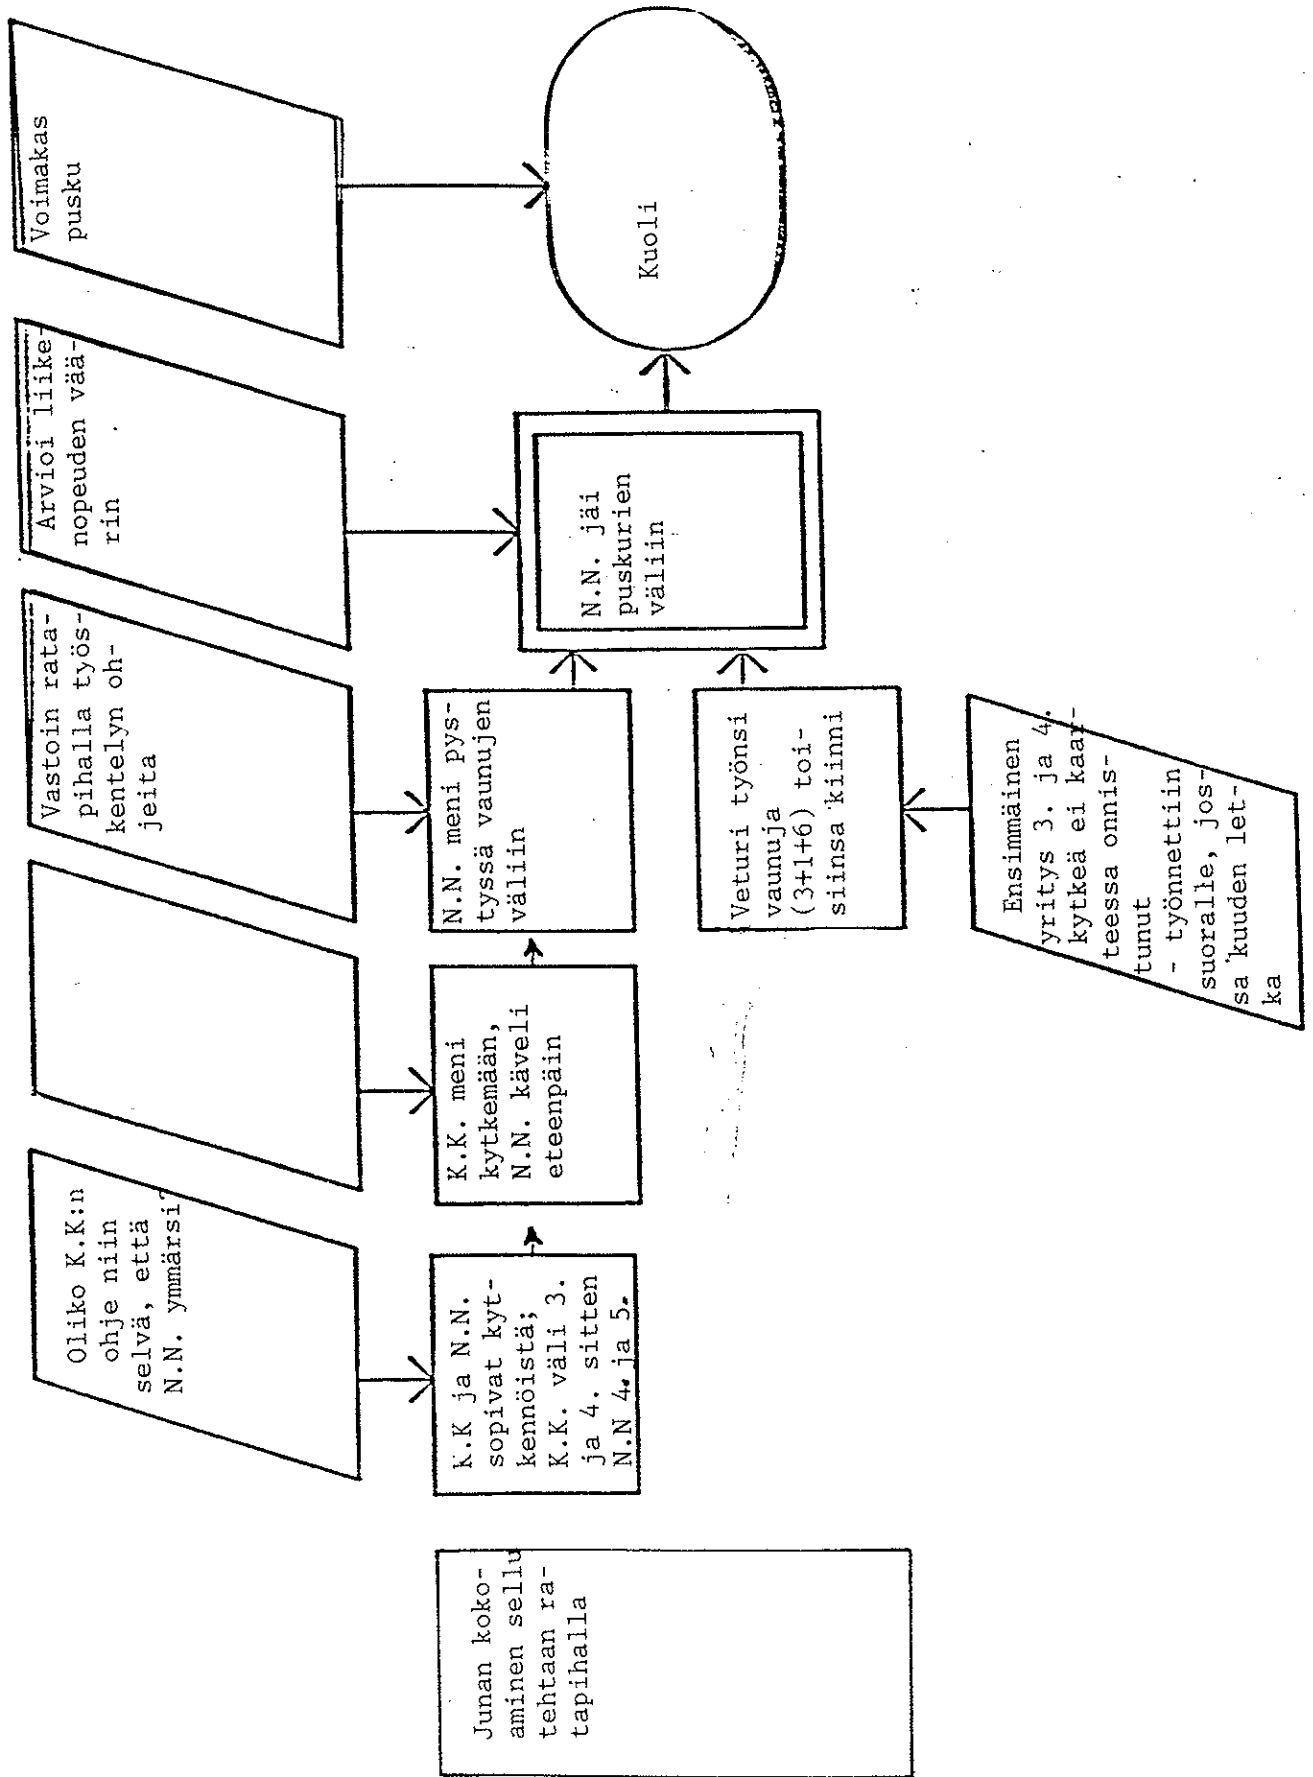 Oliko K.K:n
ohje niin
selvä, että
N.N. ymmärsi?
Vastoin rata-
pihalla työs-
kentelyn oh-
jeita
Arvioi liike-
nopeuden vää-
rin
Voimakas
pusku
Junan koko-
aminen sellu
tehtaan ra-
tapihalla
K.K ja N.N.
sopivat kyt-
kennöistä;
K.K. väli 3.
ja 4. sitten
N.N 4. ja 5.
K.K. meni
kytkemään,
N.N. käveli
eteenpäin
N.N. meni pys-
tyssä vaunujen
väliin
N.N. jäi
puskurien
väliin
Kuoli
Veturi työnsi
vaunuja
(3+1+6) toi-
siinsa kiinni
Ensimmäinen
yritys 3. ja 4.
kytkeä ei kaar-
teessa onnis-
tunut
- työnnettiin
suoralle, jos-
sa kuuden let-
ka